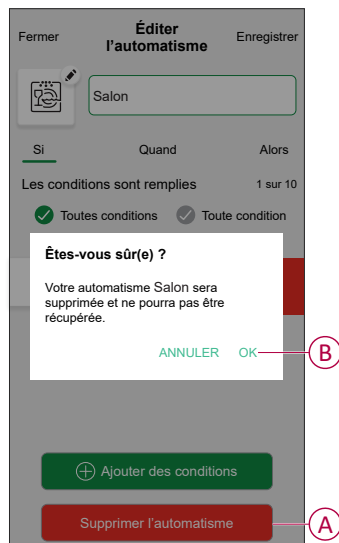 Fermer
Éditer
l’automatisme
Enregistrer
Salon
Si
Quand
Alors
Les conditions sont remplies
1 sur 10
Toutes conditions
Toute condition
Êtes-vous sûr(e) ?
Votre automatisme Salon sera
supprimée et ne pourra pas être
récupérée.
ANNULER
OK
B
Ajouter des conditions
Supprimer l’automatisme
A